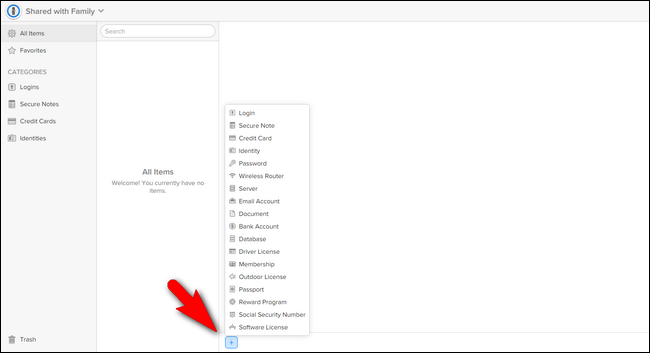 Shared with Family
All Items
Favorites
CATEGORIES
Logins
Secure Notes
Credit Cards
Identities
Trash
Search
All Items
Welcome! You currently have no
items.
Login
Secure Note
Credit Card
Identity
Password
Wireless Router
Server
Email Account
Document
Bank Account
Database
Driver License
Membership
Outdoor License
Passport
Reward Program
Social Security Number
Software License
+